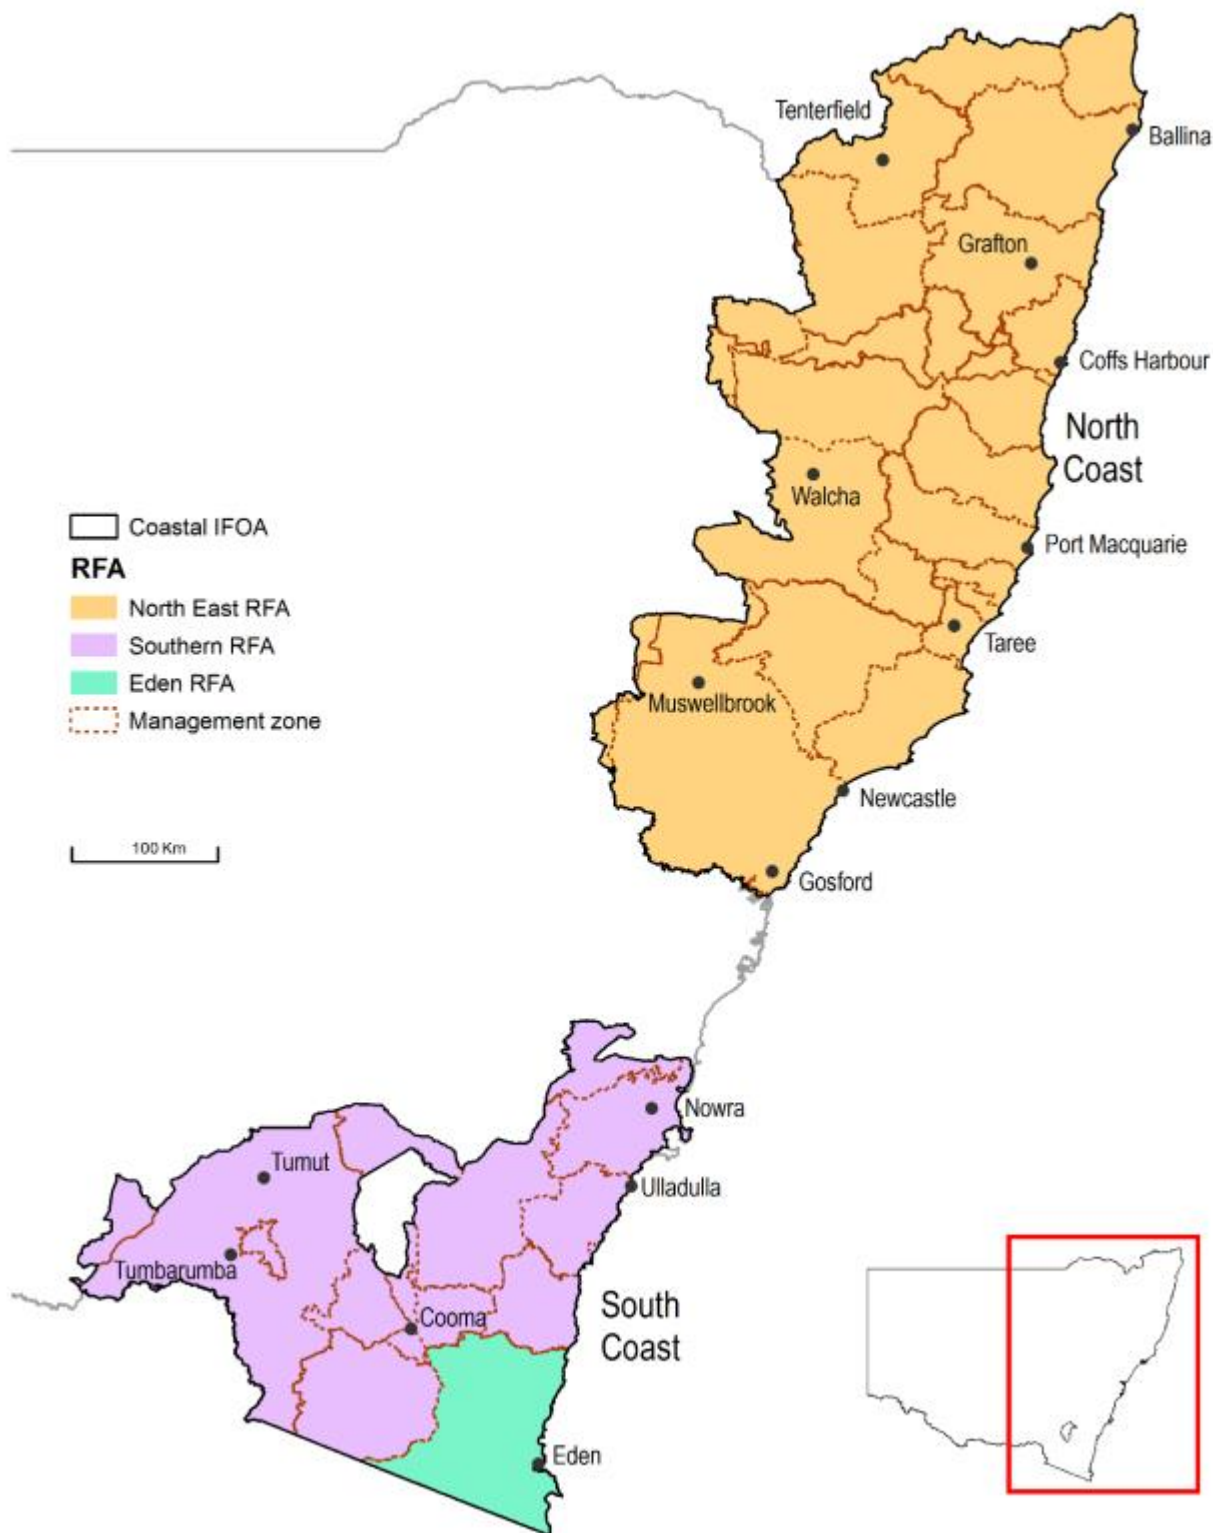 Tenterfield
Ballina
Grafton
Coffs Harbour
North
Coast
Walcha
Port Macquarie
Taree
Muswellbrook
Newcastle
Gosford
Coastal IFOA
RFA
North East RFA
Southern RFA
Eden RFA
Management zone
100 Km
Nowra
Tumut
Ulladulla
Tumbarumba
Cooma
South
Coast
Eden